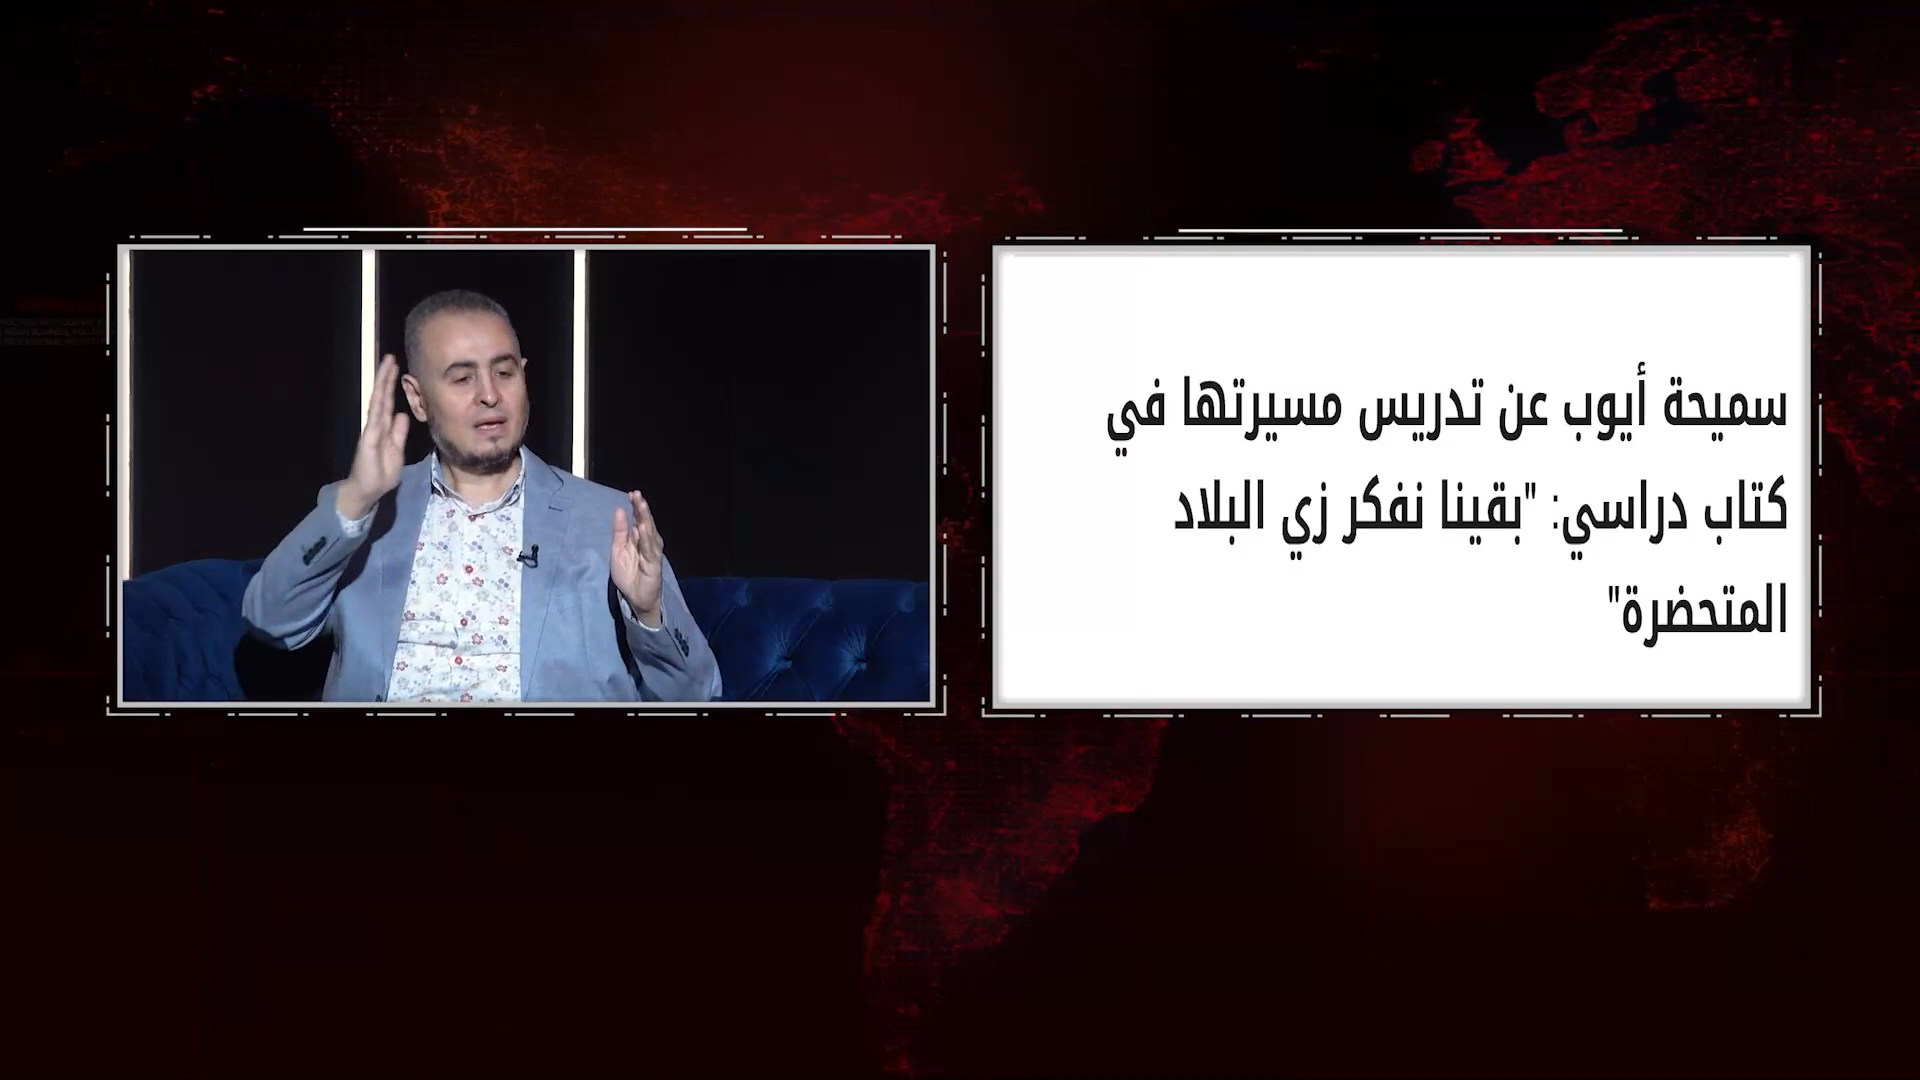 سميحة أيوب عن تدريس مسيرتها في
كتاب دراسي: "بقينا نفكر زي البلاد
المتحضرة"